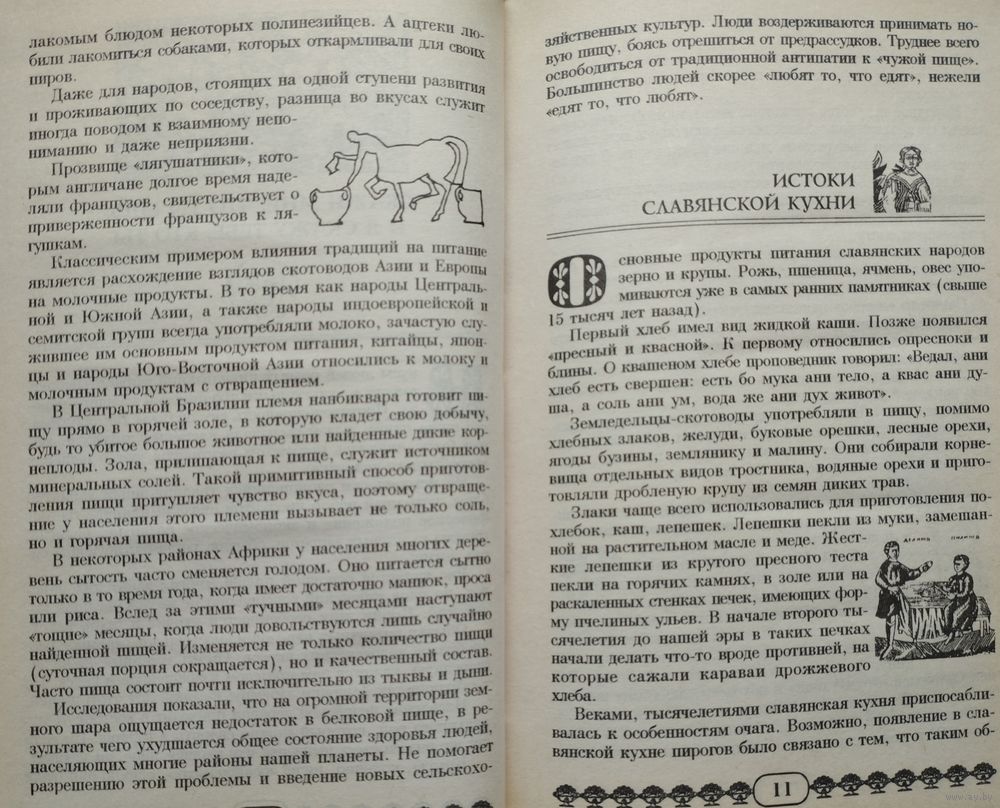 лакомым блюдом некоторых полинезийцев. А ацтеки лю-
били лакомиться собаками, которых откармливали для своих
пиров.
Даже для народов, стоящих на одной ступени развития
и проживающих по соседству, разница во вкусах служит
иногда поводом к взаимному непо-
ниманию и даже неприязни.
Прозвище «лягушатники», кото-
рым англичане долгое время наде-
ляли французов, свидетельствует о
приверженности французов к ля-
гушкам.
Классическим примером влияния традиций на питание
является расхождение взглядов скотоводов Азии и Европы
на молочные продукты. В то время как народы Централь-
ной и Южной Азии, а также народы индоевропейской и
семитской групп всегда употребляли молоко, зачастую слу-
жившее им основным продуктом питания, китайцы, япон-
цы и народы Юго-Восточной Азии относились к молоку и
молочным продуктам с отвращением.
В Центральной Бразилии племя нанбиквара готовит пи-
щу прямо в горячей золе, в которую кладет свою добычу,
будь то убитое большое животное или найденные дикие кор-
неплоды. Зола, прилипающая к пище, служит источником
минеральных солей. Такой примитивный способ приготов-
ления пищи притупляет чувство вкуса, поэтому отвраще-
ние у населения этого племени вызывает не только соль,
но и горячая пища.
В некоторых районах Африки у населения многих дере-
вень сытость часто сменяется голодом. Оно питается сытно
только в то время года, когда имеет достаточно маниок, проса
или риса. Вслед за этими «тучными» месяцами наступают
«тощие» месяцы, когда люди довольствуются лишь случайно
найденной пищей. Изменяется не только количество пищи
(суточная порция сокращается), но и качественный состав.
Часто пища состоит почти исключительно из тыквы и дыни.
Исследования показали, что на огромной территории зем-
ного шара ощущается недостаток в белковой пище, в ре-
зультате чего ухудшается общее состояние здоровья людей,
населяющих многие районы нашей планеты. Не помогает
разрешению этой проблемы и введение новых сельскохо-
зяйственных культур. Люди воздерживаются принимать но-
вую пищу, боясь отрешиться от предрассудков. Труднее всего
освободиться от традиционной антипатии к «чужой пище».
Большинство людей скорее «любят то, что едят», нежели
«едят то, что любят».
ИСТОКИ
СЛАВЯНСКОЙ КУХНИ
Основные продукты питания славянских народов
зерно и крупы. Рожь, пшеница, ячмень, овес упо-
минаются уже в самых ранних памятниках (свыше
15 тысяч лет назад).
Первый хлеб имел вид жидкой каши. Позже появился
«пресный и квасной». К первому относились опресноки и
блины. О квашеном хлебе проповедник говорил: «Ведал, ани
хлеб есть свершен: есть бо мука ани тело, а квас ани ду-
ша, а соль ани ум, вода же ани дух живот».
Земледельцы-скотоводы употребляли в пищу, помимо
хлебных злаков, желуди, буковые орешки, лесные орехи,
ягоды бузины, землянику и малину. Они собирали корне-
вища отдельных видов тростника, водяные орехи и приго-
товляли дробленую крупу из семян диких трав.
Злаки чаще всего использовались для приготовления по-
хлебок, каш, лепешек. Лепешки пекли из муки, замешан-
ной на растительном масле и меде. Жест-
кие лепешки из крутого пресного теста
пекли на горячих камнях, в золе или на
раскаленных стенках печек, имеющих фор-
му пчелиных ульев. В начале второго ты-
сячелетия до нашей эры в таких печках
начали делать что-то вроде противней, на
которые сажали караваи дрожжевого
хлеба.
Веками, тысячелетиями славянская кухня приспосабли-
валась к особенностям очага. Возможно, появление в сла-
вянской кухне пирогов было связано с тем, что таким об-
11
www.ay.by